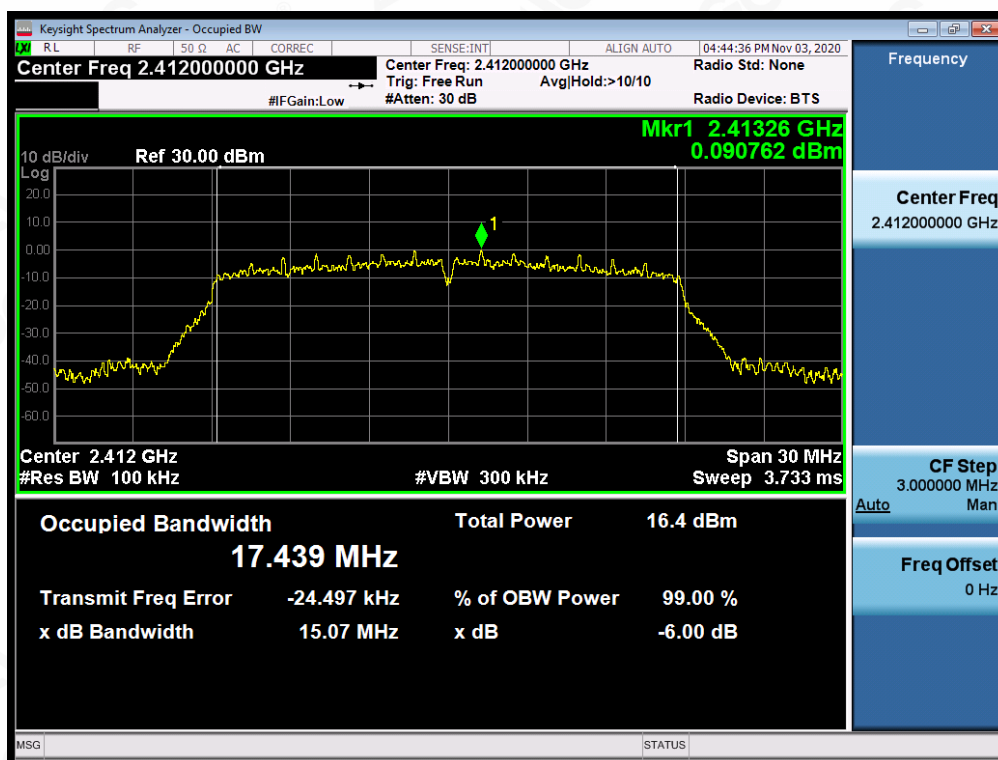 Keysight Spectrum Analyzer - Occupied BW
LXI RL RF 50 Ω AC CORREC SENSE:INT ALIGN AUTO 04:44:36 PM Nov 03, 2020
Center Freq 2.412000000 GHz
Center Freq: 2.412000000 GHz
Radio Std: None
Trig: Free Run Avg|Hold:>10/10
#IFGain:Low #Atten: 30 dB
Radio Device: BTS
Mkr1 2.41326 GHz
0.090762 dBm
10 dB/div Ref 30.00 dBm
Log
20.0
10.0
0.00
-10.0
-20.0
-30.0
-40.0
-50.0
-60.0
1
Center 2.412 GHz Span 30 MHz
#Res BW 100 kHz #VBW 300 kHz Sweep 3.733 ms
Occupied Bandwidth Total Power 16.4 dBm
17.439 MHz
Transmit Freq Error -24.497 kHz % of OBW Power 99.00 %
x dB Bandwidth 15.07 MHz x dB -6.00 dB
MSG STATUS
Frequency
Center Freq
2.412000000 GHz
CF Step
3.000000 MHz
Auto Man
Freq Offset
0 Hz